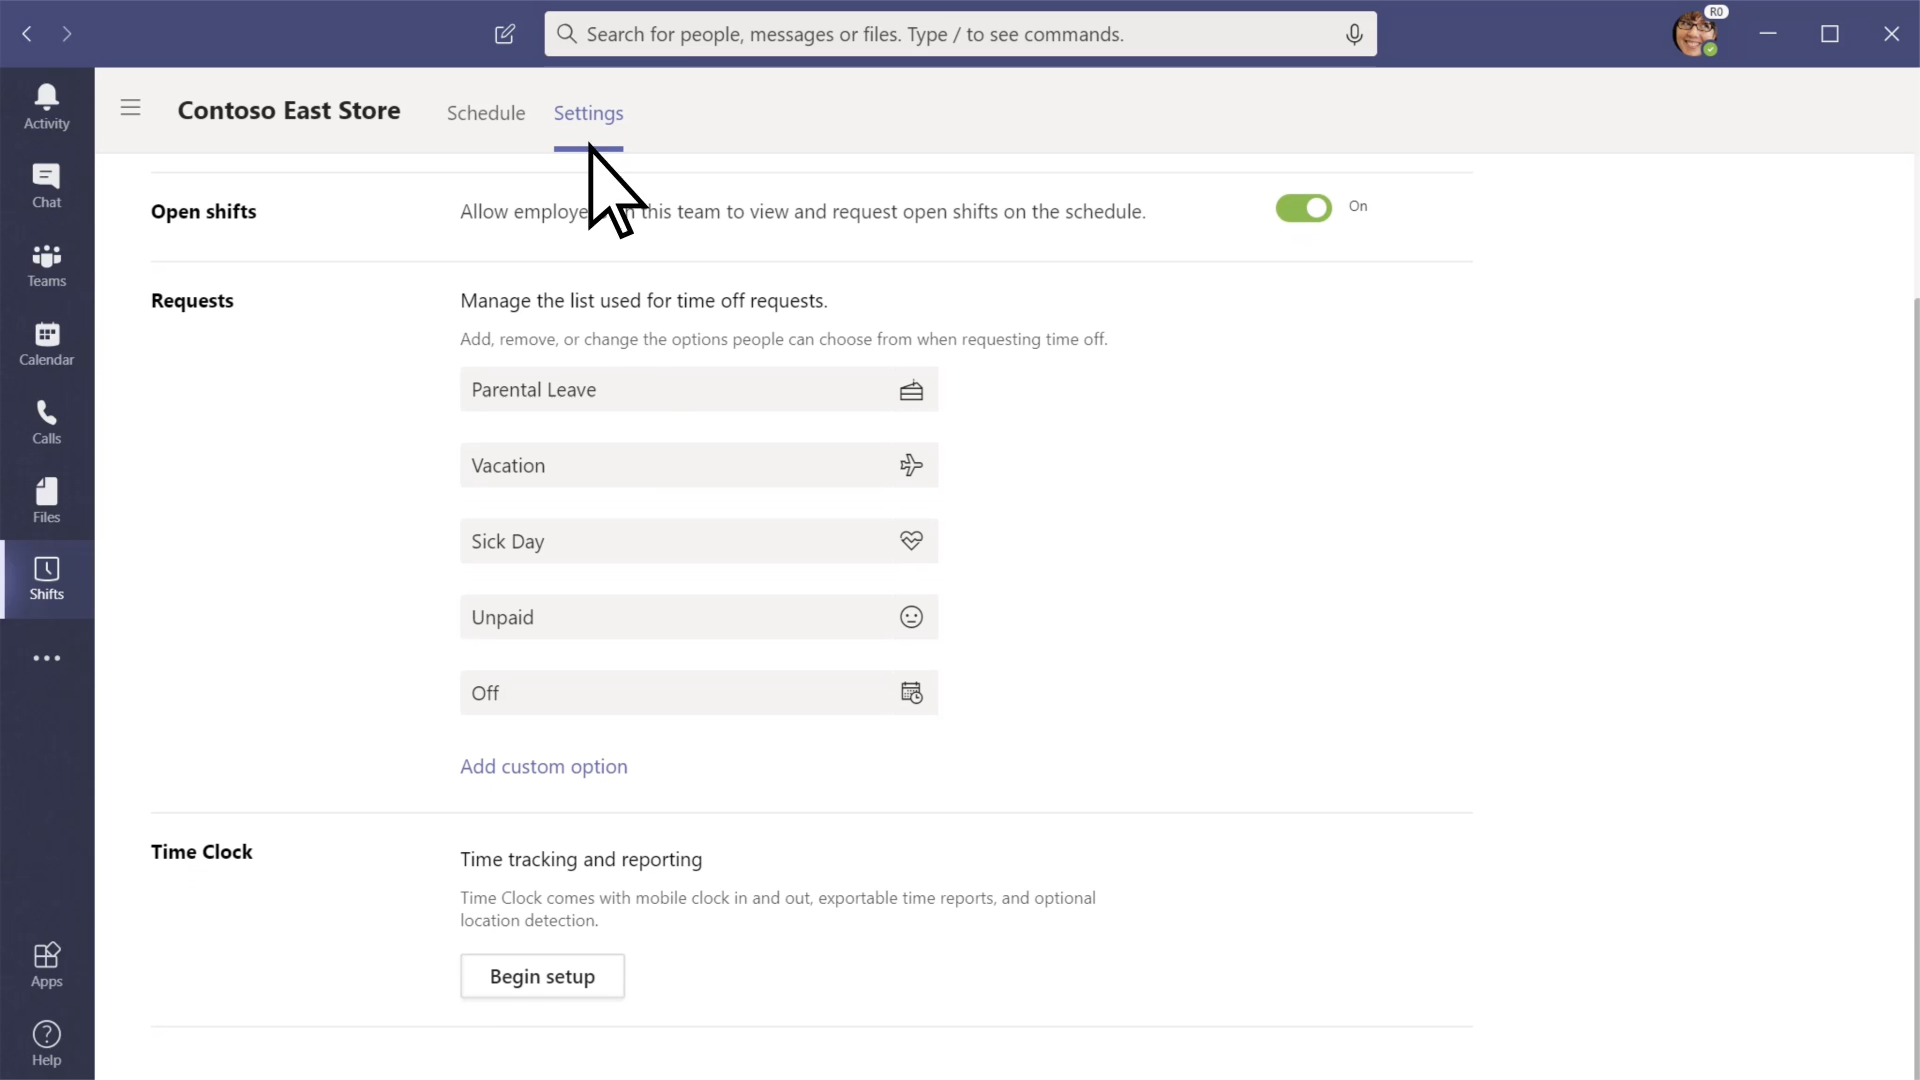 Search for people, messages or files. Type / to see commands.
R0
Activity
Chat
Teams
Calendar
Calls
Files
Shifts
Apps
Help
Contoso East Store
Schedule
Settings
Open shifts
Allow employe this team to view and request open shifts on the schedule.
On
Requests
Manage the list used for time off requests.
Add, remove, or change the options people can choose from when requesting time off.
Parental Leave
Vacation
Sick Day
Unpaid
Off
Add custom option
Time Clock
Time tracking and reporting
Time Clock comes with mobile clock in and out, exportable time reports, and optional
location detection.
Begin setup